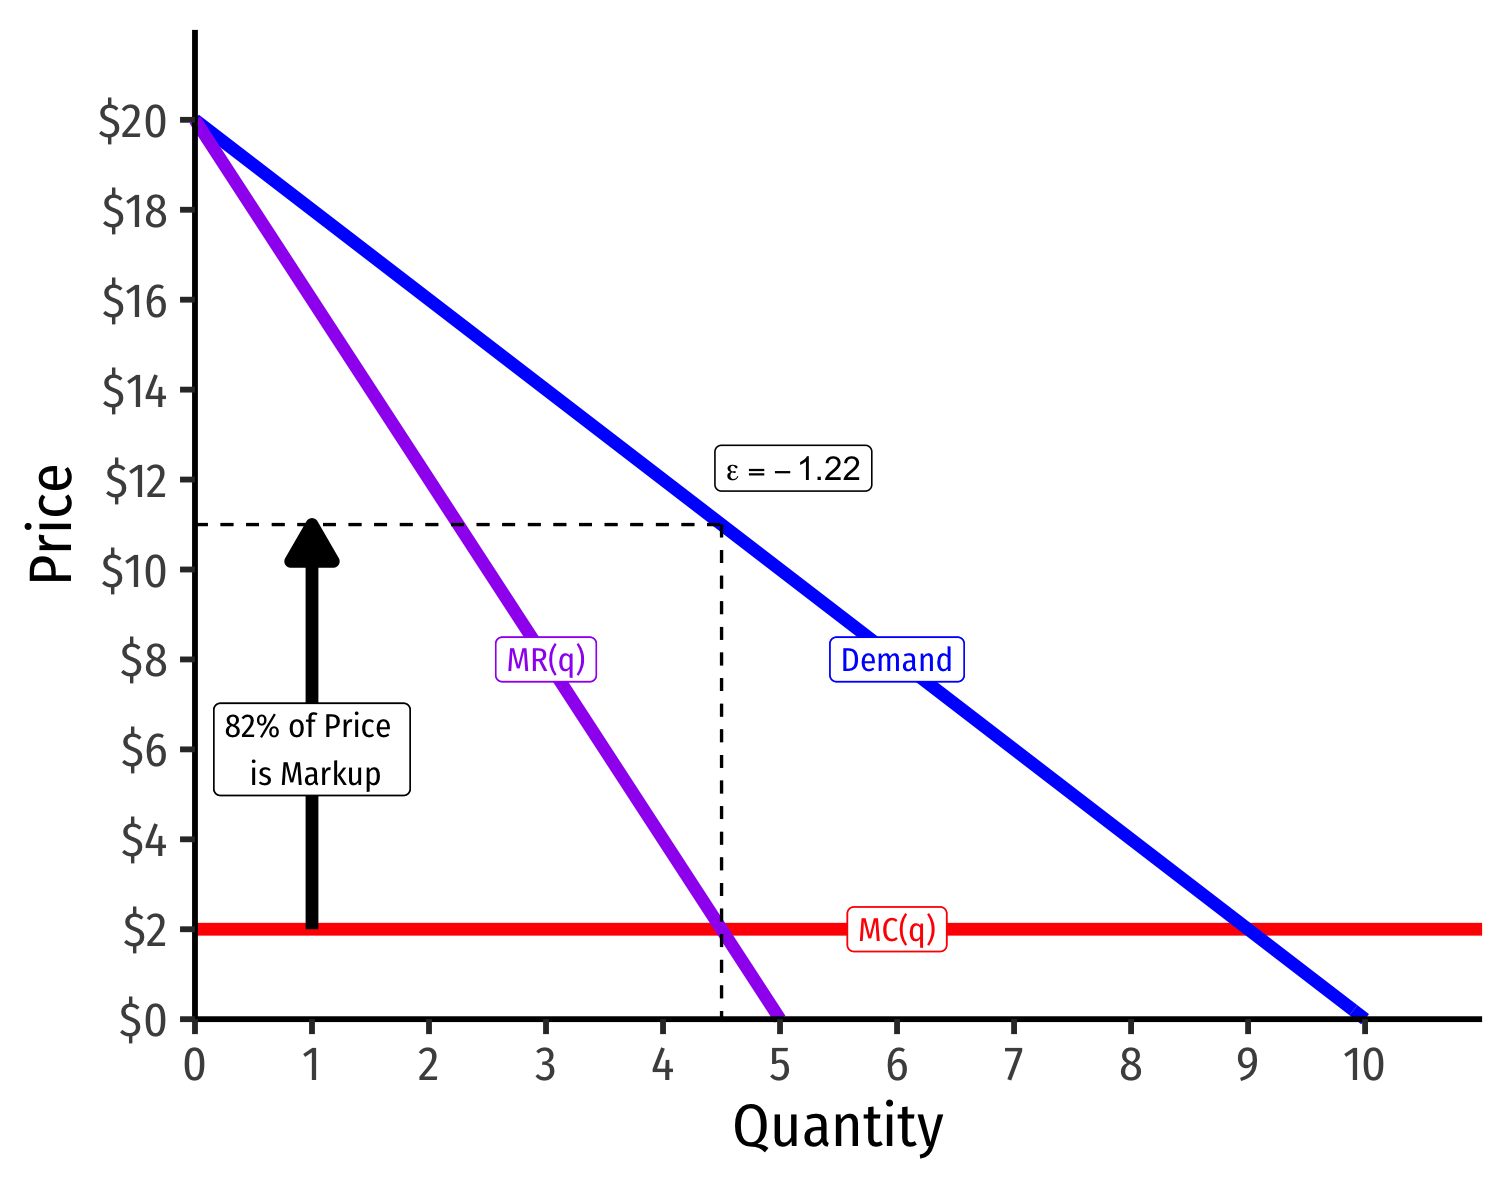 $20
$18
$16
$14
$12
$10
$8
$6
$4
$2
$0
Price
ε = – 1.22
MR(q)
Demand
82% of Price
is Markup
MC(q)
0 1 2 3 4 5 6 7 8 9 10
Quantity